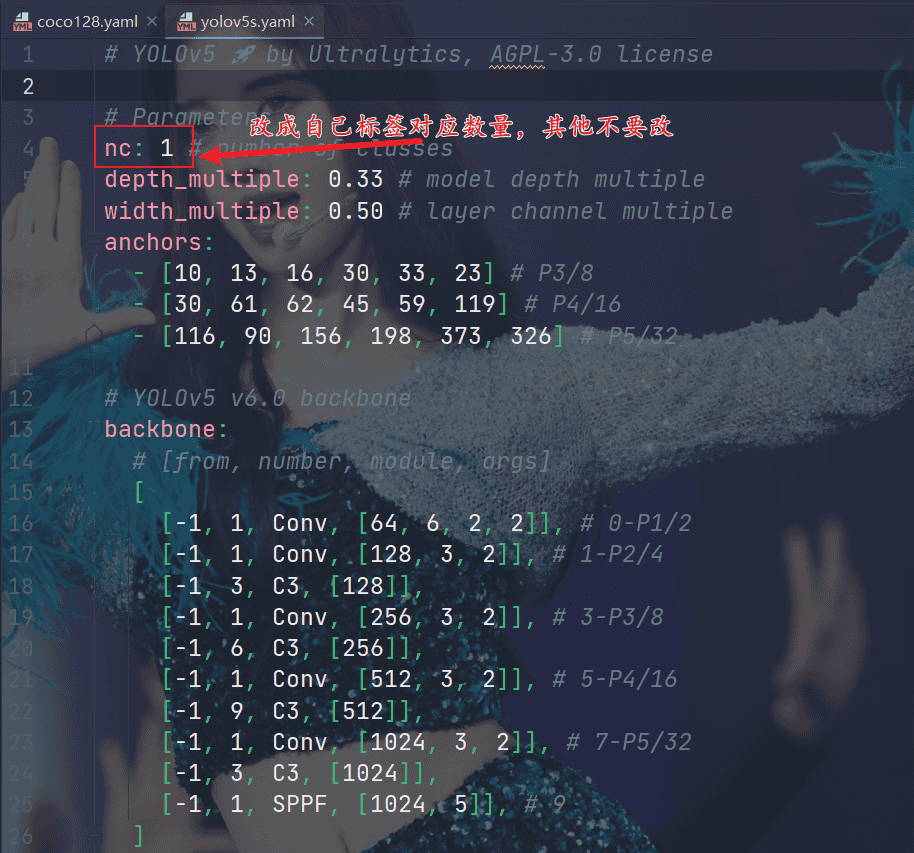 coco128.yaml yolov5s.yaml
1 # YOLOv5 🚀 by Ultralytics, AGPL-3.0 license
2
3 # Parameter
改成自己标签对应数量，其他不要改
4 nc: 1 # number of classes
5 depth_multiple: 0.33 # model depth multiple
6 width_multiple: 0.50 # layer channel multiple
7 anchors:
8 - [10, 13, 16, 30, 33, 23] # P3/8
9 - [30, 61, 62, 45, 59, 119] # P4/16
10 - [116, 90, 156, 198, 373, 326] # P5/32
11
12 # YOLOv5 v6.0 backbone
13 backbone:
14 # [from, number, module, args]
15 [
16 [-1, 1, Conv, [64, 6, 2, 2]], # 0-P1/2
17 [-1, 1, Conv, [128, 3, 2]], # 1-P2/4
18 [-1, 3, C3, [128]],
19 [-1, 1, Conv, [256, 3, 2]], # 3-P3/8
20 [-1, 6, C3, [256]],
21 [-1, 1, Conv, [512, 3, 2]], # 5-P4/16
22 [-1, 9, C3, [512]],
23 [-1, 1, Conv, [1024, 3, 2]], # 7-P5/32
24 [-1, 3, C3, [1024]],
25 [-1, 1, SPPF, [1024, 5]], # 9
26 ]